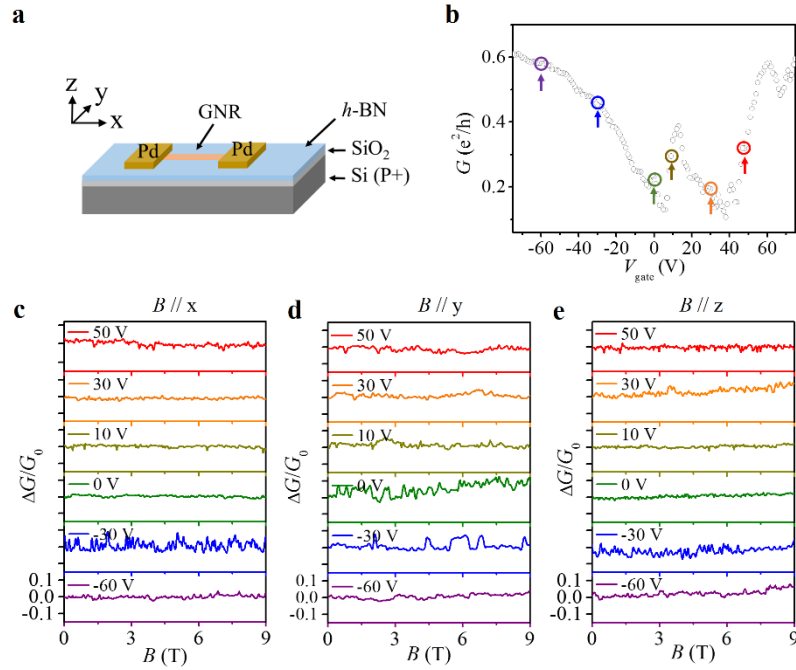 a
z
y
x
GNR
h-BN
Pd
Pd
SiO₂
Si (P+)
b
G (e²/h)
0.6
0.4
0.2
-60 -40 -20 0 20 40 60
V_gate (V)
c
B // x
50 V
30 V
10 V
0 V
-30 V
-60 V
ΔG/G₀
0.1
0.0
-0.1
0 3 6 9
B (T)
d
B // y
50 V
30 V
10 V
0 V
-30 V
-60 V
ΔG/G₀
0.1
0.0
-0.1
0 3 6 9
B (T)
e
B // z
50 V
30 V
10 V
0 V
-30 V
-60 V
ΔG/G₀
0.1
0.0
-0.1
0 3 6 9
B (T)